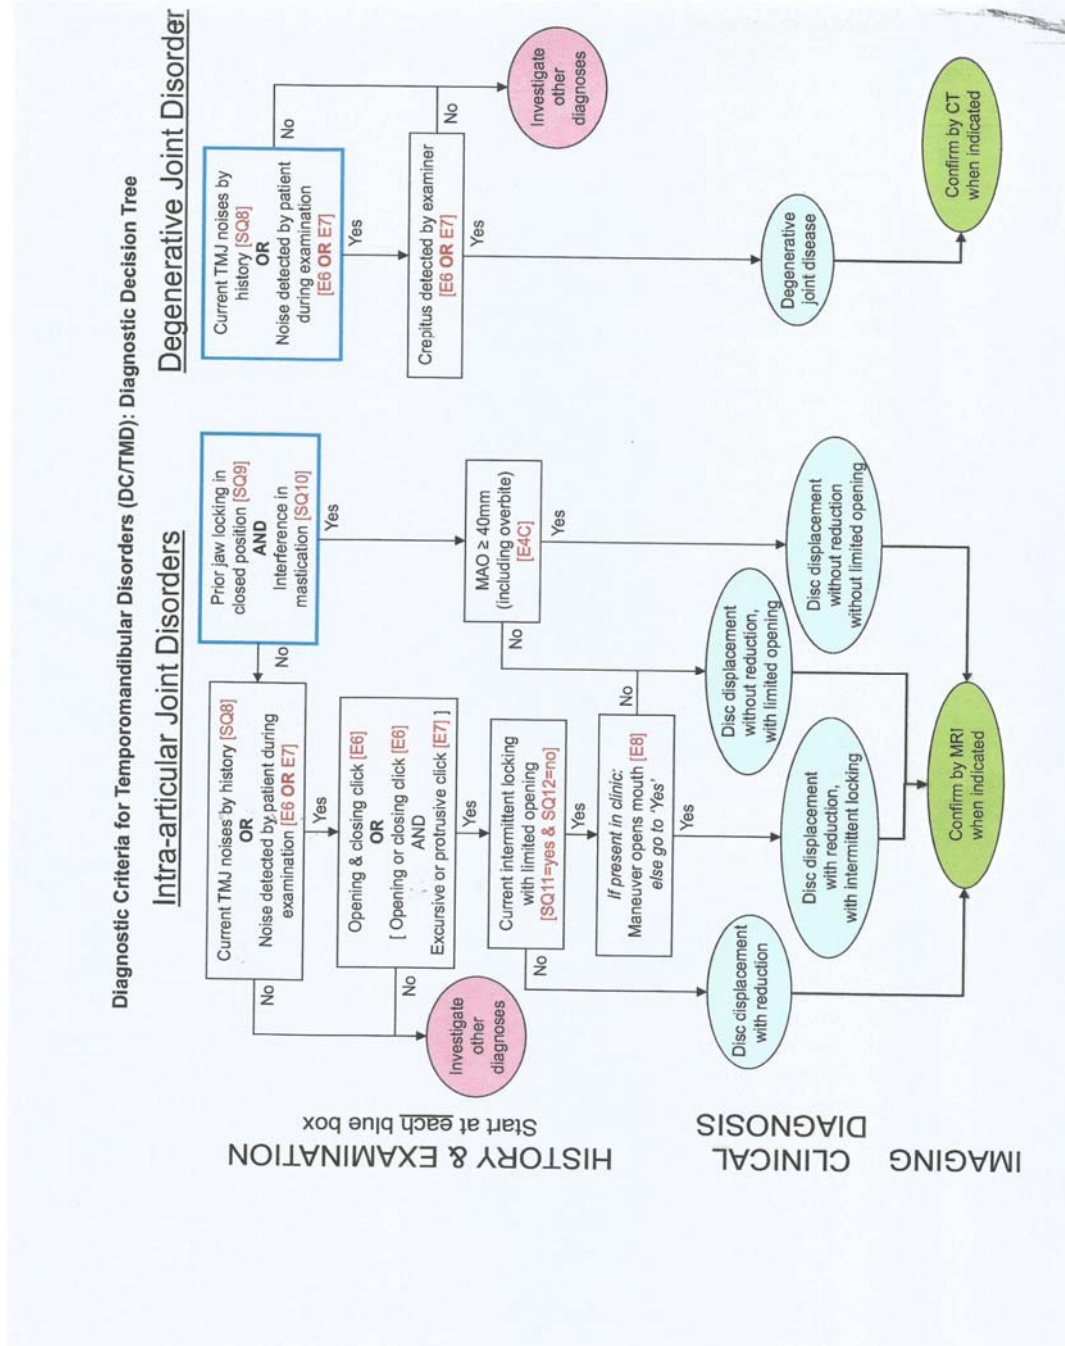 Diagnostic Criteria for Temporomandibular Disorders (DC/TMD): Diagnostic Decision Tree
Intra-articular Joint Disorders
Degenerative Joint Disorder
HISTORY & EXAMINATION
Start at each blue box
Prior jaw locking in
closed position [SQ9]
AND
Interference in
mastication [SQ10]
No
Yes
Current TMJ noises by history [SQ8]
OR
Noise detected by patient during
examination [E6 OR E7]
No
Yes
Opening & closing click [E6]
OR
[ Opening or closing click [E6]
AND
Excursive or protrusive click [E7] ]
No
Yes
Investigate
other
diagnoses
Current intermittent locking
with limited opening
[SQ11=yes & SQ12=no]
No
Yes
If present in clinic:
Maneuver opens mouth [E8]
else go to 'Yes'
No
Yes
MAO ≥ 40mm
(including overbite)
[E4C]
No
Yes
Current TMJ noises by
history [SQ8]
OR
Noise detected by patient
during examination
[E6 OR E7]
No
Yes
Crepitus detected by examiner
[E6 OR E7]
No
Yes
Investigate
other
diagnoses
CLINICAL
DIAGNOSIS
Disc displacement
with reduction
Disc displacement
with reduction,
with intermittent locking
Disc displacement
without reduction,
with limited opening
Disc displacement
without reduction
without limited opening
Degenerative
joint disease
IMAGING
Confirm by MRI
when indicated
Confirm by CT
when indicated